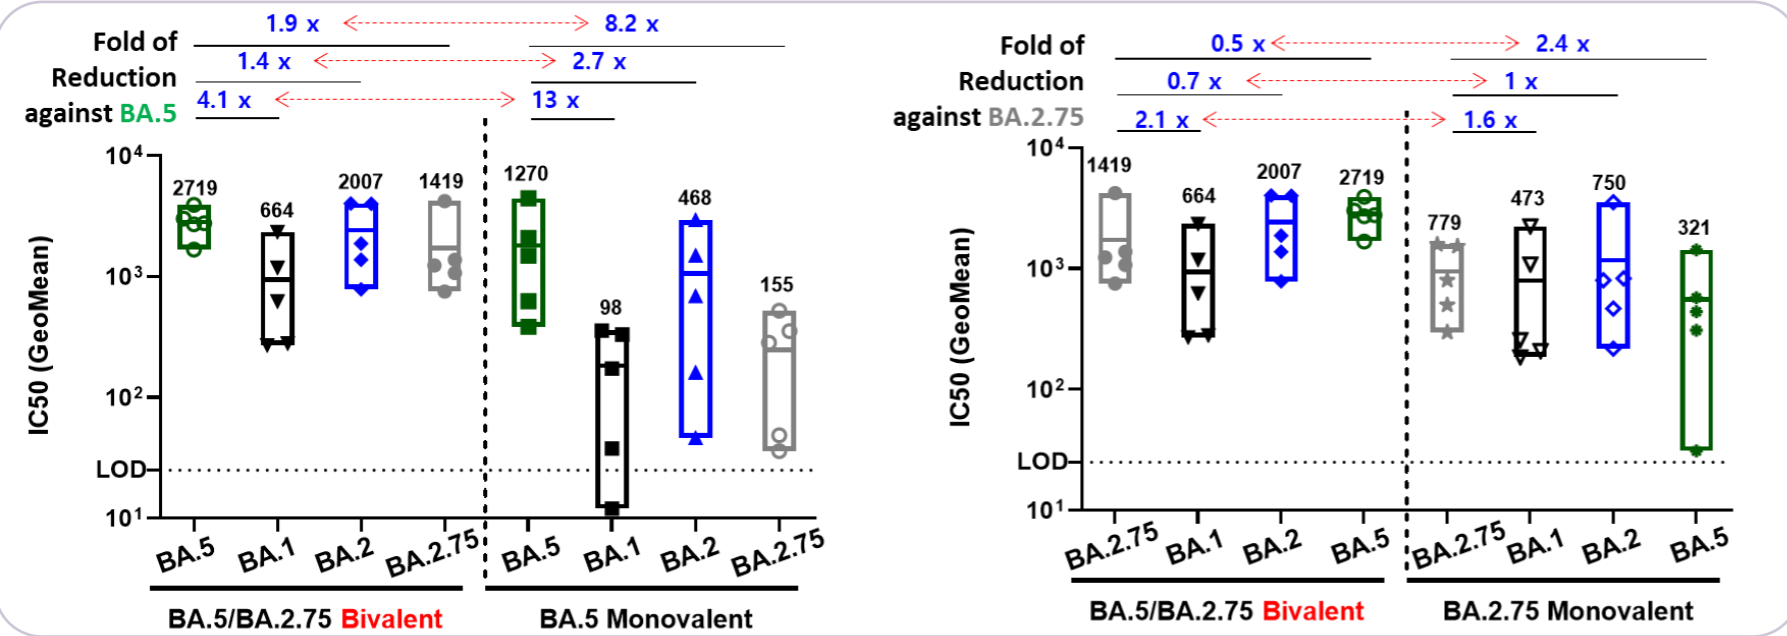 1.9 x 8.2 x
Fold of
1.4 x 2.7 x
Reduction
4.1 x 13 x
against BA.5
10⁴
2719 664 2007 1419 1270 98 468 155
10³
10²
LOD
10¹
IC50 (GeoMean)
BA.5 BA.1 BA.2 BA.2.75 BA.5 BA.1 BA.2 BA.2.75
BA.5/BA.2.75 Bivalent BA.5 Monovalent
Fold of 0.5 x 2.4 x
Reduction 0.7 x 1 x
against BA.2.75 2.1 x 1.6 x
10⁴
1419 664 2007 2719 779 473 750 321
10³
10²
LOD
10¹
IC50 (GeoMean)
BA.2.75 BA.1 BA.2 BA.5 BA.2.75 BA.1 BA.2 BA.5
BA.5/BA.2.75 Bivalent BA.2.75 Monovalent